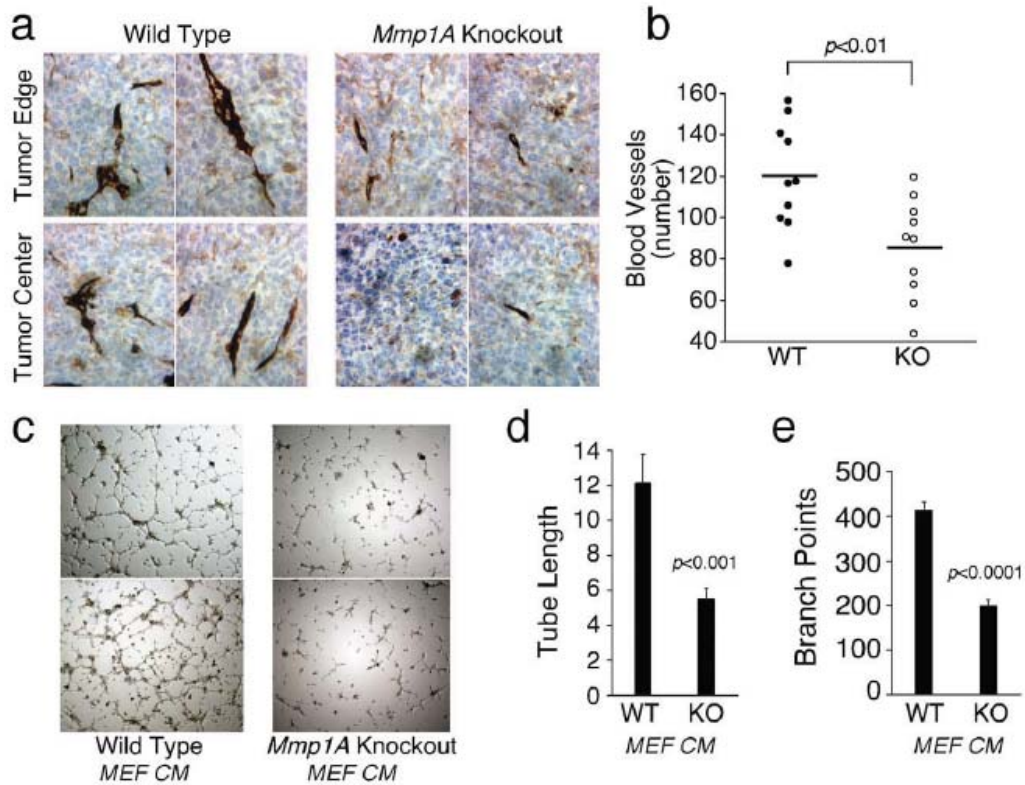 a
Wild Type
Mmp1A Knockout
Tumor Edge
Tumor Center
b
p<0.01
Blood Vessels
(number)
160
140
120
100
80
60
40
WT
KO
c
Wild Type
MEF CM
Mmp1A Knockout
MEF CM
d
Tube Length
14
12
10
8
6
4
2
0
p<0.001
WT
KO
MEF CM
e
Branch Points
500
400
300
200
100
0
p<0.0001
WT
KO
MEF CM